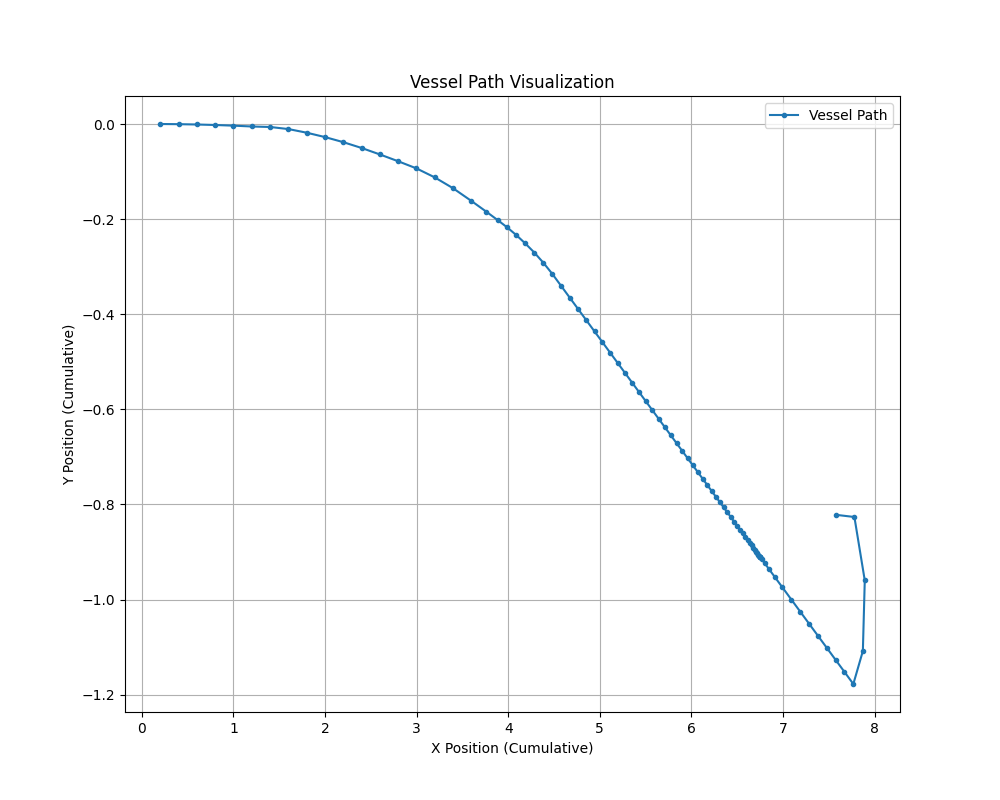 Vessel Path Visualization
Vessel Path
0.0
−0.2
−0.4
−0.6
−0.8
−1.0
−1.2
Y Position (Cumulative)
0 1 2 3 4 5 6 7 8
X Position (Cumulative)